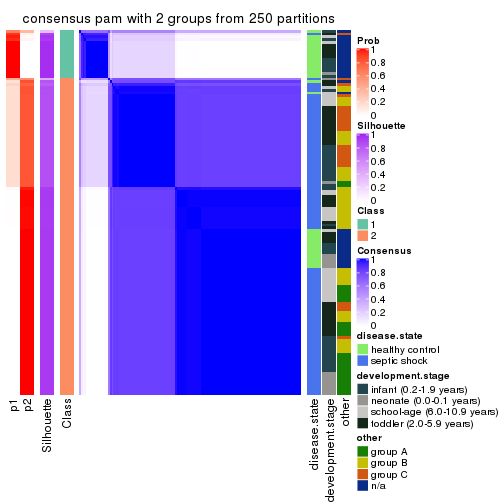 consensus pam with 2 groups from 250 partitions
Prob
1
0.8
0.6
0.4
0.2
0
Silhouette
1
0.8
0.6
0.4
0.2
0
Class
1
2
Consensus
1
0.8
0.6
0.4
0.2
0
disease.state
healthy control
septic shock
development.stage
infant (0.2-1.9 years)
neonate (0.0-0.1 years)
school-age (6.0-10.9 years)
toddler (2.0-5.9 years)
other
group A
group B
group C
n/a
p1
p2
Silhouette
Class
disease.state
development.stage
other